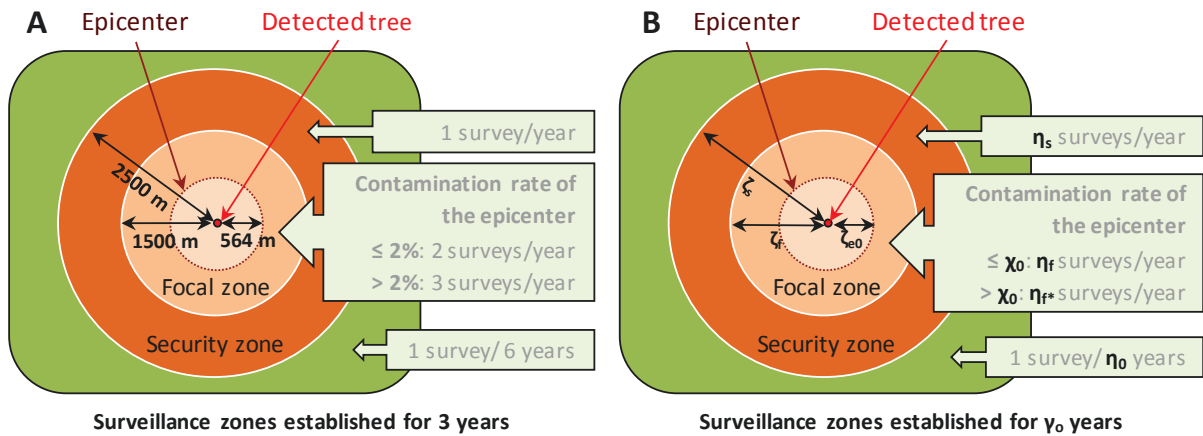 A
Epicenter
Detected tree
1 survey/year
2500 m
Contamination rate of
the epicenter
≤ 2%: 2 surveys/year
> 2%: 3 surveys/year
1500 m
564 m
Focal zone
Security zone
1 survey/ 6 years
Surveillance zones established for 3 years
B
Epicenter
Detected tree
ηs surveys/year
ζs
Contamination rate of
the epicenter
≤ χ0: ηf surveys/year
> χ0: ηf* surveys/year
ζf
ζe0
Focal zone
Security zone
1 survey/ η0 years
Surveillance zones established for γo years